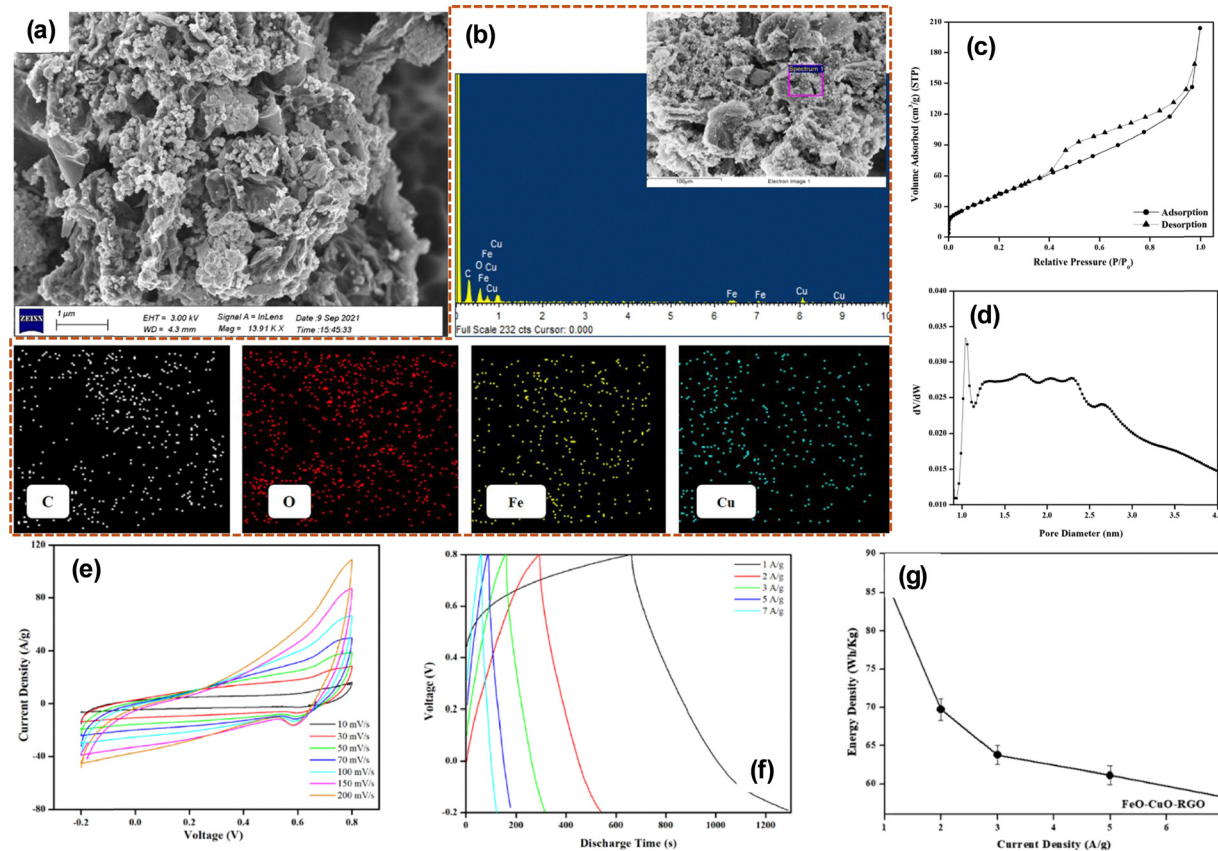 (a)
1 µm
EHT = 3.00 kV
Signal A = InLens
Date :9 Sep 2021
ZEISS
WD = 4.3 mm
Mag = 13.91 K X
Time :15:45:33
(b)
Spectrum 1
100µm
Electron Image 1
Cu
Fe
O
Cu
C
Fe
Cu
Fe
Fe
Cu
Cu
0 1 2 3 4 5 6 7 8 9 10
Full Scale 232 cts Cursor: 0.000
C
O
Fe
Cu
(c)
Volume Adsorbed (cm³/g) (STP)
210
180
150
120
90
60
30
0
0.0 0.2 0.4 0.6 0.8 1.0
Relative Pressure (P/Po)
Adsorption
Desorption
(d)
dV/dW
0.040
0.035
0.030
0.025
0.020
0.015
0.010
1.0 1.5 2.0 2.5 3.0 3.5 4.
Pore Diameter (nm)
(e)
Current Density (A/g)
120
80
40
0
-40
-80
-0.2 0.0 0.2 0.4 0.6 0.8
Voltage (V)
10 mV/s
30 mV/s
50 mV/s
70 mV/s
100 mV/s
150 mV/s
200 mV/s
(f)
Voltage (V)
0.8
0.6
0.4
0.2
0.0
-0.2
0 200 400 600 800 1000 1200
Discharge Time (s)
1 A/g
2 A/g
3 A/g
5 A/g
7 A/g
(g)
Energy Density (Wh/Kg)
90
85
80
75
70
65
60
1 2 3 4 5 6
Current Density (A/g)
FeO-CuO-RGO